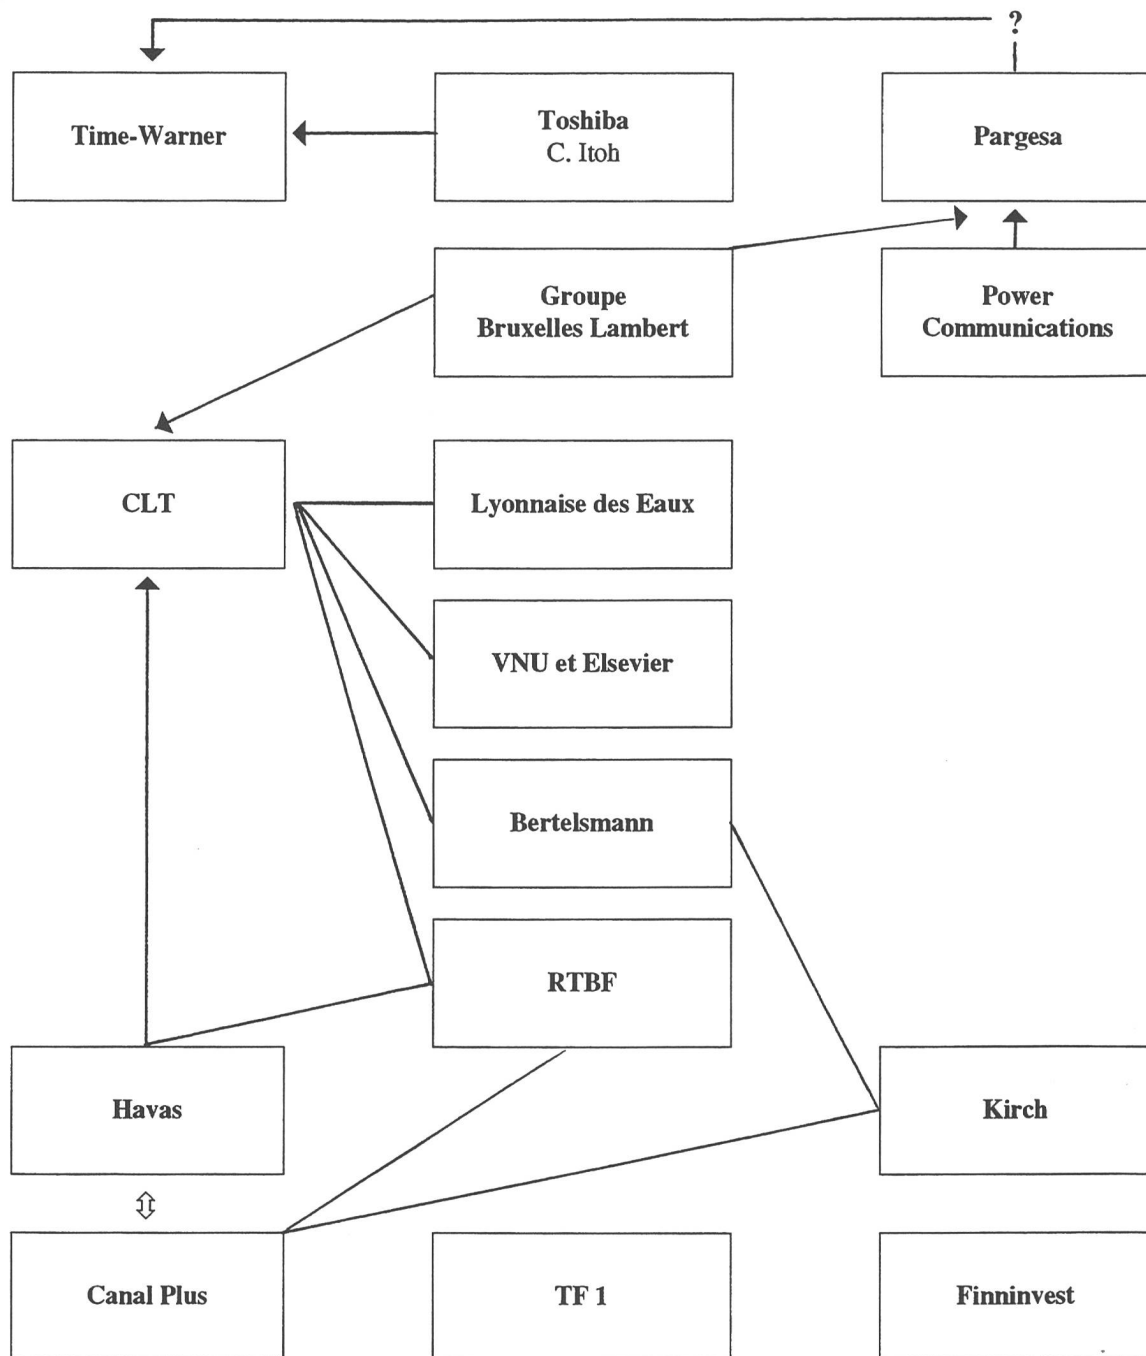 ?
Time-Warner
Toshiba
C. Itoh
Pargesa
Groupe
Bruxelles Lambert
Power
Communications
CLT
Lyonnaise des Eaux
VNU et Elsevier
Bertelsmann
RTBF
Havas
Kirch
Canal Plus
TF 1
Finninvest